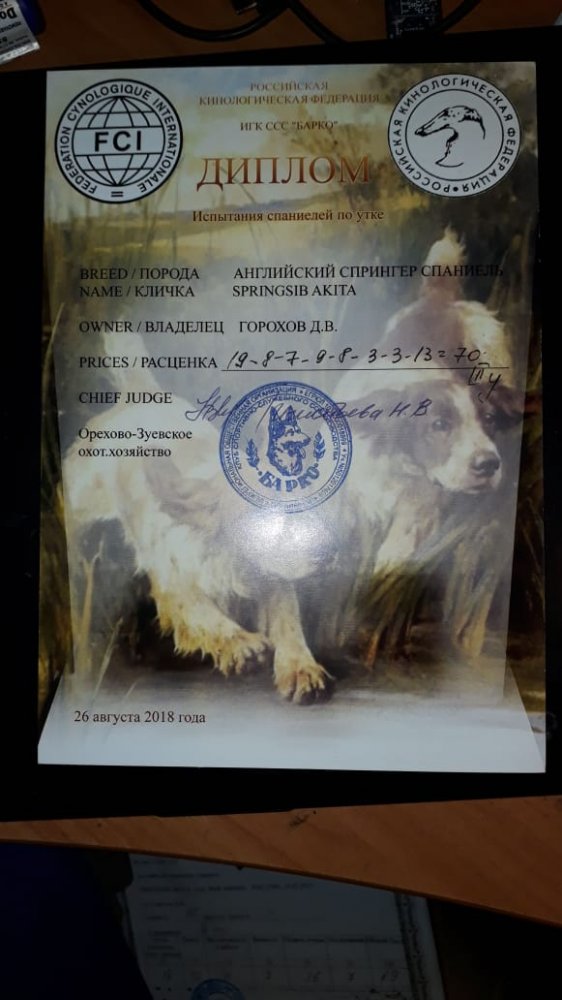 РОССИЙСКАЯ
КИНОЛОГИЧЕСКАЯ ФЕДЕРАЦИЯ
ИГК ССС "БАРКО"
FEDERATION CYNOLOGIQUE INTERNATIONALE
FCI
РОССИЙСКАЯ КИНОЛОГИЧЕСКАЯ ФЕДЕРАЦИЯ
ДИПЛОМ
Испытания спаниелей по утке
BREED / ПОРОДА АНГЛИЙСКИЙ СПРИНГЕР СПАНИЕЛЬ
NAME / КЛИЧКА SPRINGSIB AKITA
OWNER / ВЛАДЕЛЕЦ ГОРОХОВ Д.В.
PRICES / РАСЦЕНКА 19-8-7-9-8-3-3-13=70
III у
CHIEF JUDGE Н В
Орехово-Зуевское
охот.хозяйство
БАРКО
26 августа 2018 года